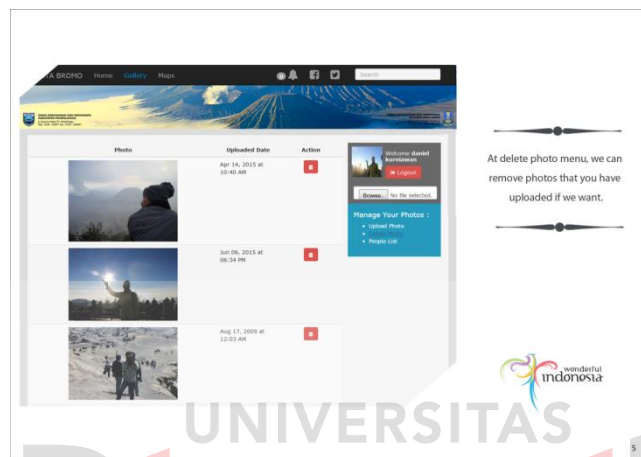 TA BROMO Home Gallery Maps Search
Photo Uploaded Date Action
Apr 14, 2015 at
10:40 AM
Jun 06, 2015 at
06:34 PM
Aug 17, 2009 at
12:03 AM
Welcome daniel
kurniawan
Logout
Browse... No file selected.
Manage Your Photos :
Upload Photo
People List
At delete photo menu, we can
remove photos that you have
uploaded if we want.
wonderful
indonesia
UNIVERSITAS
5